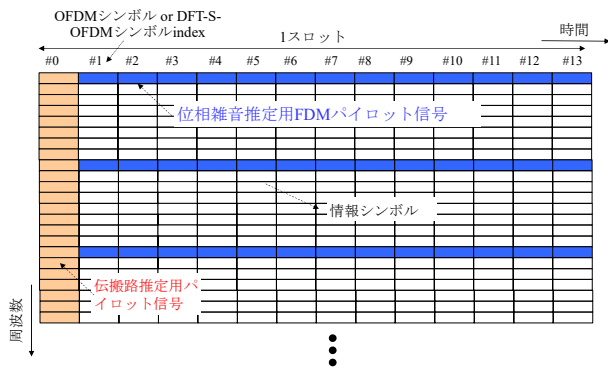 OFDMシンボル or DFT-S-
OFDMシンボルindex
1スロット
時間
#0 #1 #2 #3 #4 #5 #6 #7 #8 #9 #10 #11 #12 #13
位相雑音推定用FDMパイロット信号
情報シンボル
伝搬路推定用パ
イロット信号
周波数